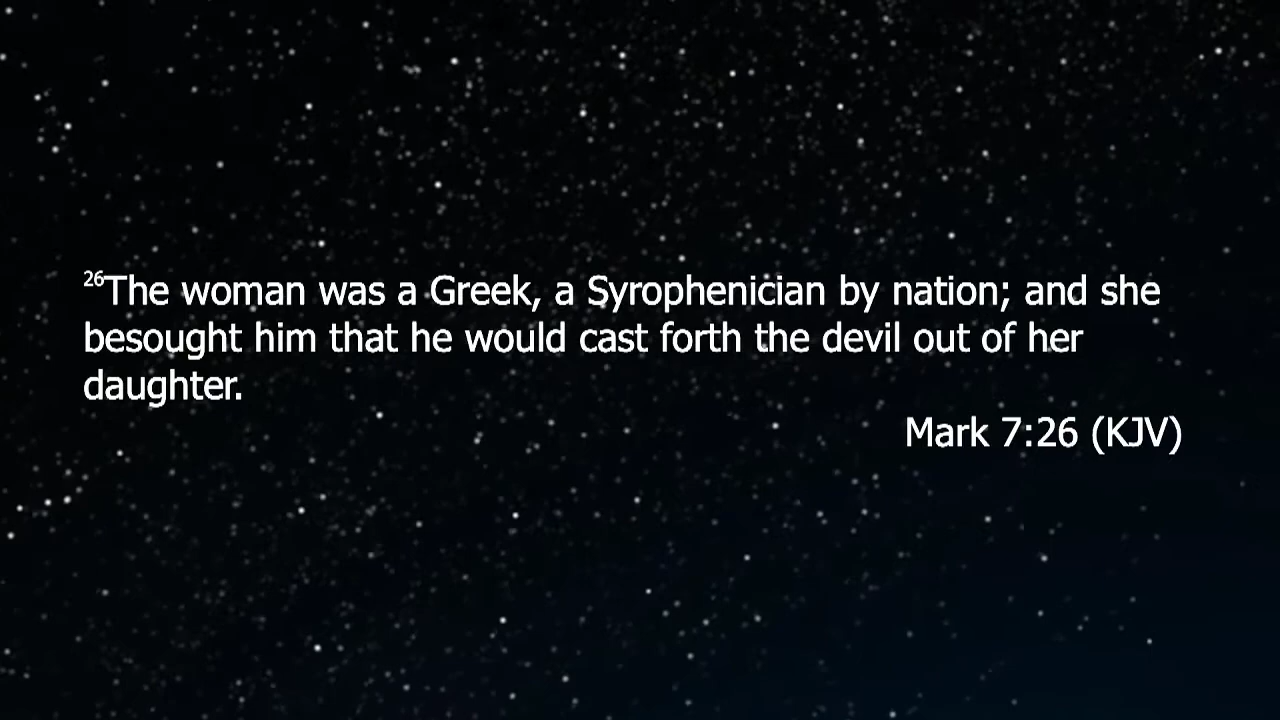 26The woman was a Greek, a Syrophenician by nation; and she
besought him that he would cast forth the devil out of her
daughter.
Mark 7:26 (KJV)